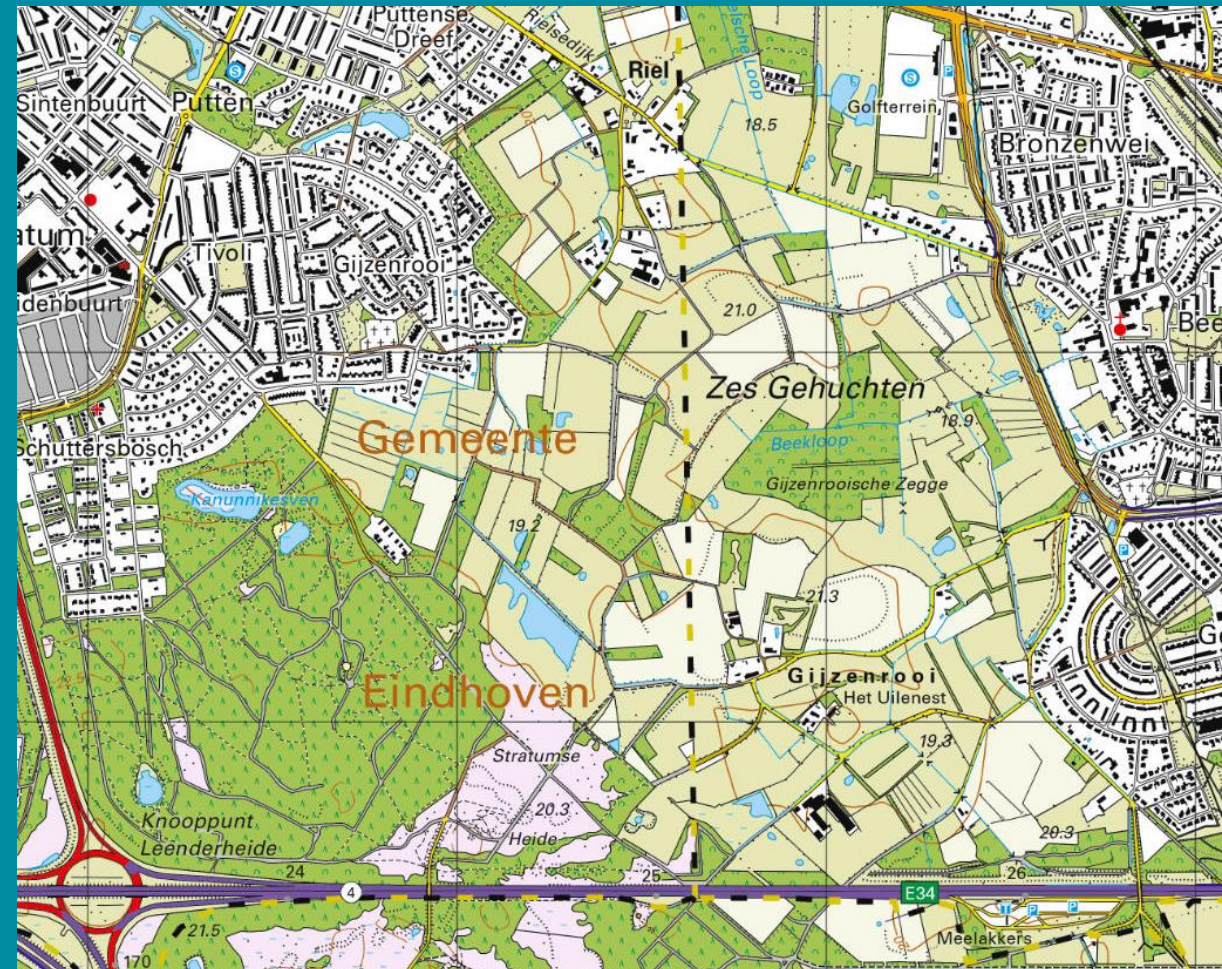 Puttense
Dreef
Rielsedijk
Riel
S
S
P
Sintenbuurt
Putten
Golfterrein
18.5
Bronzenwei
Tivoli
Gijzenrooi
21.0
Zes Gehuchten
18.9
Gemeente
Beekloop
Schuttersbosch
Gijzenrooische Zegge
Kanunnikesven
19.2
P
21.3
Eindhoven
Gijzenrooi
Het Uilenest
Stratumse
19.3
20.3
Heide
Knooppunt
Leenderheide
20.3
24
25
26
4
E34
T
P
P
21.5
Meelakkers
170